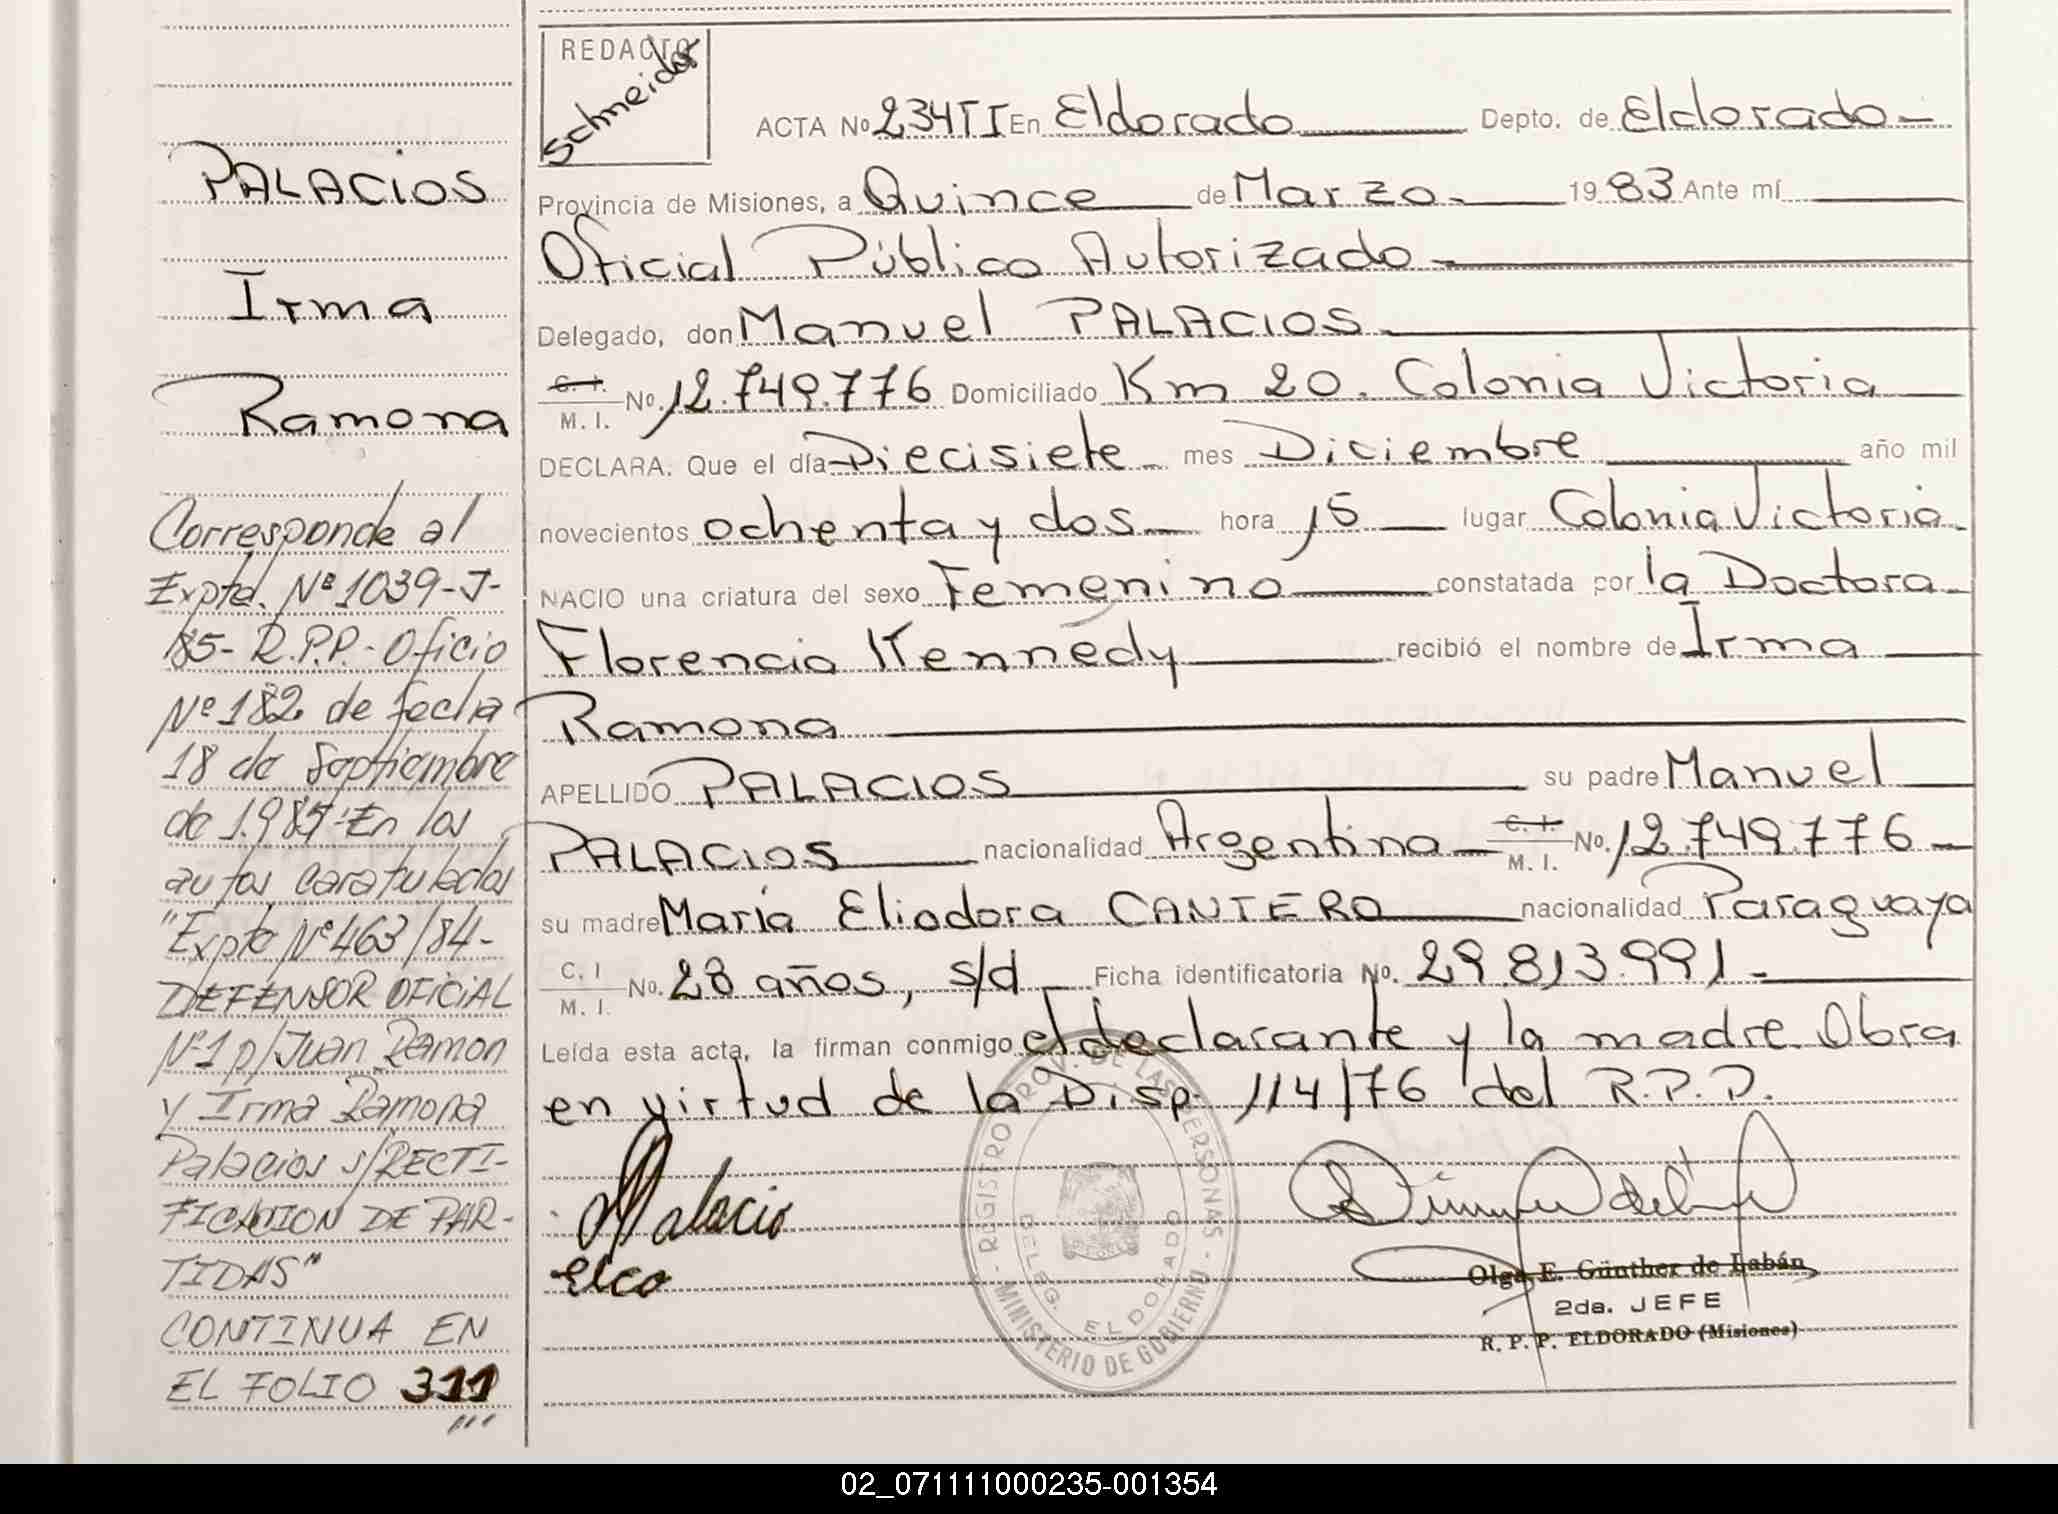 PALACIOS
Irma
Ramona
Corresponde al
Expte. Nº 1039-J-
85- R.P.P.- Oficio
Nº 182 de fecha
18 de Septiembre
de 1.985- En los
autos caratulados
"Expte Nº 463/84-
DEFENSOR OFICIAL
Nº 1 p/Juan Ramon
y Irma Ramona
Palacios s/RECTI-
FICACION DE PAR-
TIDAS"
CONTINUA EN
EL FOLIO 311
REDACTO
Schneider
ACTA Nº 234TI En Eldorado Depto. de Eldorado
Provincia de Misiones, a Quince de Marzo. 1983 Ante mí
Oficial Público Autorizado
Delegado, don Manuel PALACIOS
C. I. M. I. Nº. 12.749.776 Domiciliado Km 20. Colonia Victoria
DECLARA: Que el día Diecisiete mes Diciembre año mil
novecientos ochenta y dos hora 15 lugar Colonia Victoria
NACIO una criatura del sexo Femenino constatada por la Doctora
Florencia Kennedy recibió el nombre de Irma
Ramona
APELLIDO PALACIOS su padre Manuel
PALACIOS nacionalidad Argentina C. I. M. I. Nº. 12.749.776
su madre María Eliodora CANTERO nacionalidad Paraguaya
C. I M. I. Nº. 28 años, s/d Ficha identificatoria Nº. 29.813.991.
Leída esta acta, la firman conmigo el declarante y la madre. Obra
en virtud de la Disp. 114/76 del R.P.P.
Palacio
Elco
REGISTRO PROV. DE LAS PERSONAS - MINISTERIO DE GOBIERNO
DELEG. ELDORADO
Olga E. Günther de Labán
2da. JEFE
R. P. P. ELDORADO (Misiones)
02_071111000235-001354